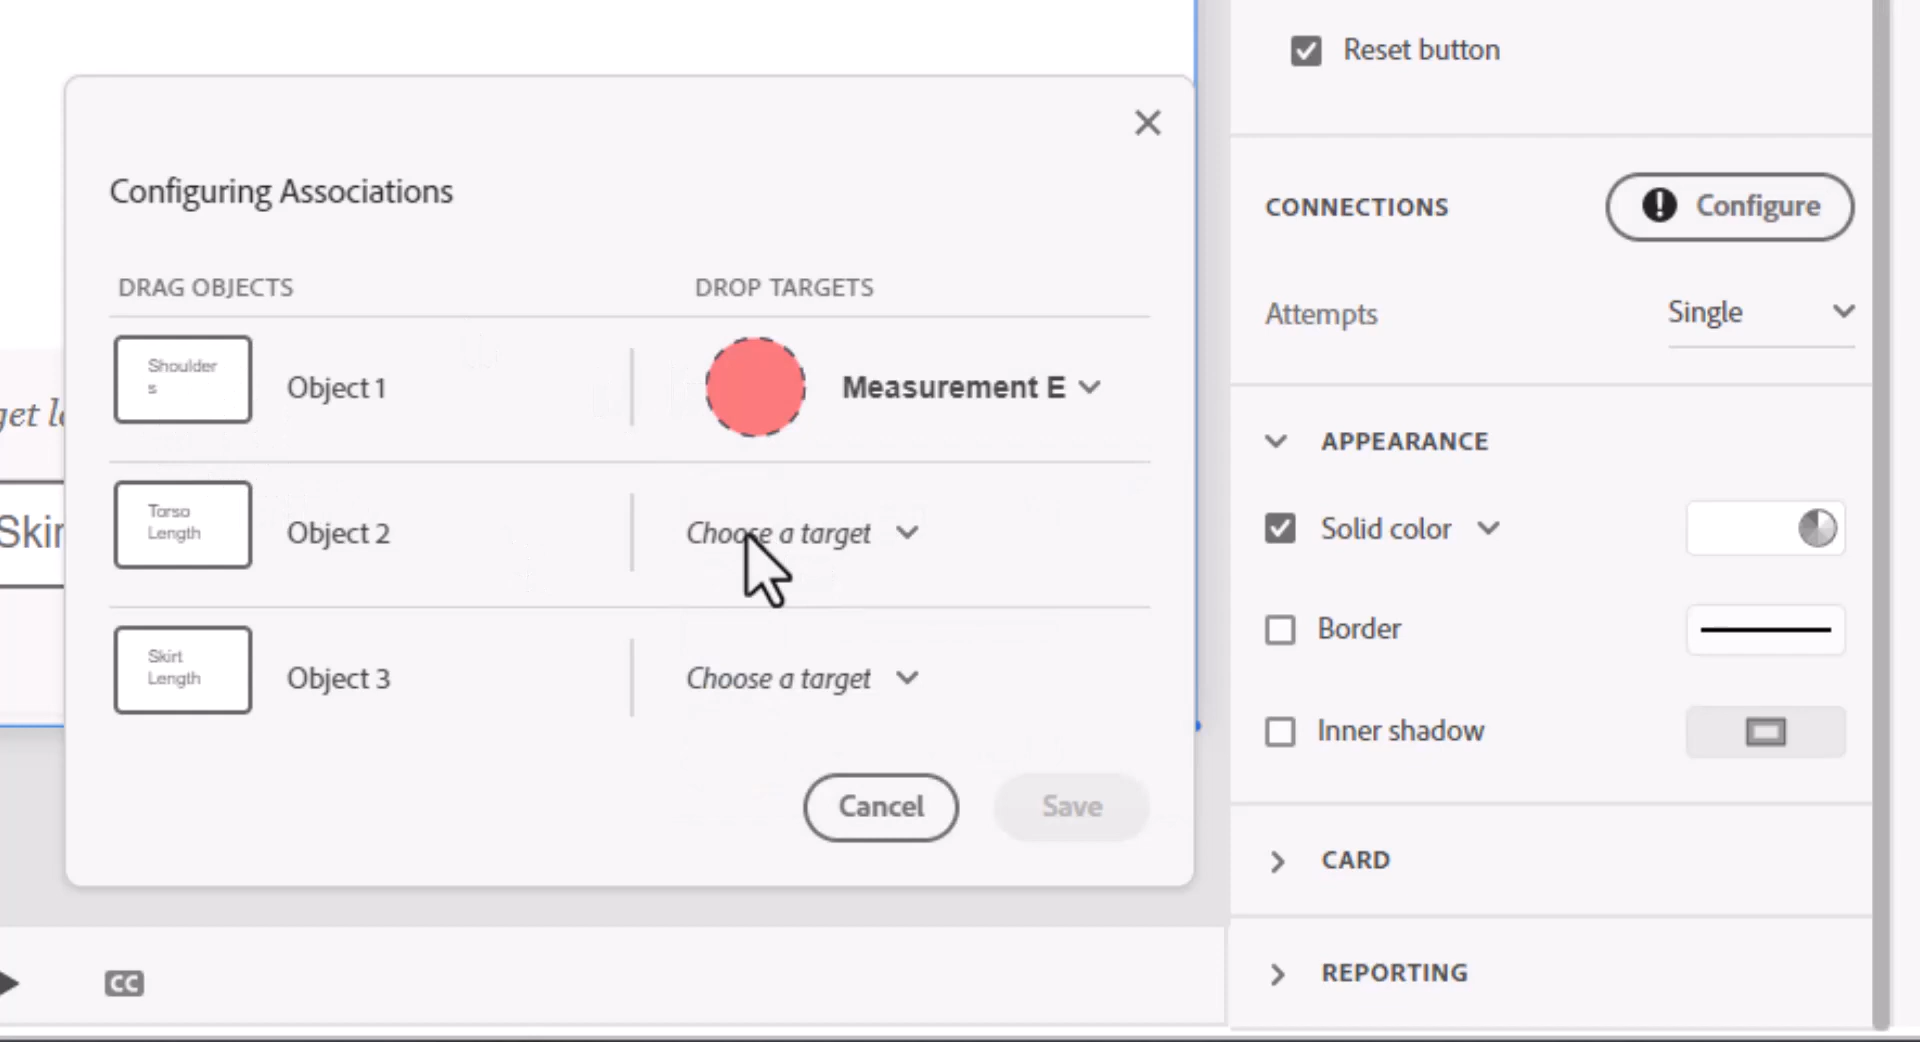 Reset button
Configuring Associations
CONNECTIONS
Configure
DRAG OBJECTS
DROP TARGETS
Attempts
Single
Shoulder
s
Object 1
Measurement E
get l
APPEARANCE
Torso
Length
Object 2
Choose a target
Skir
Solid color
Border
Skirt
Length
Object 3
Choose a target
Inner shadow
Cancel
Save
CARD
REPORTING
CC